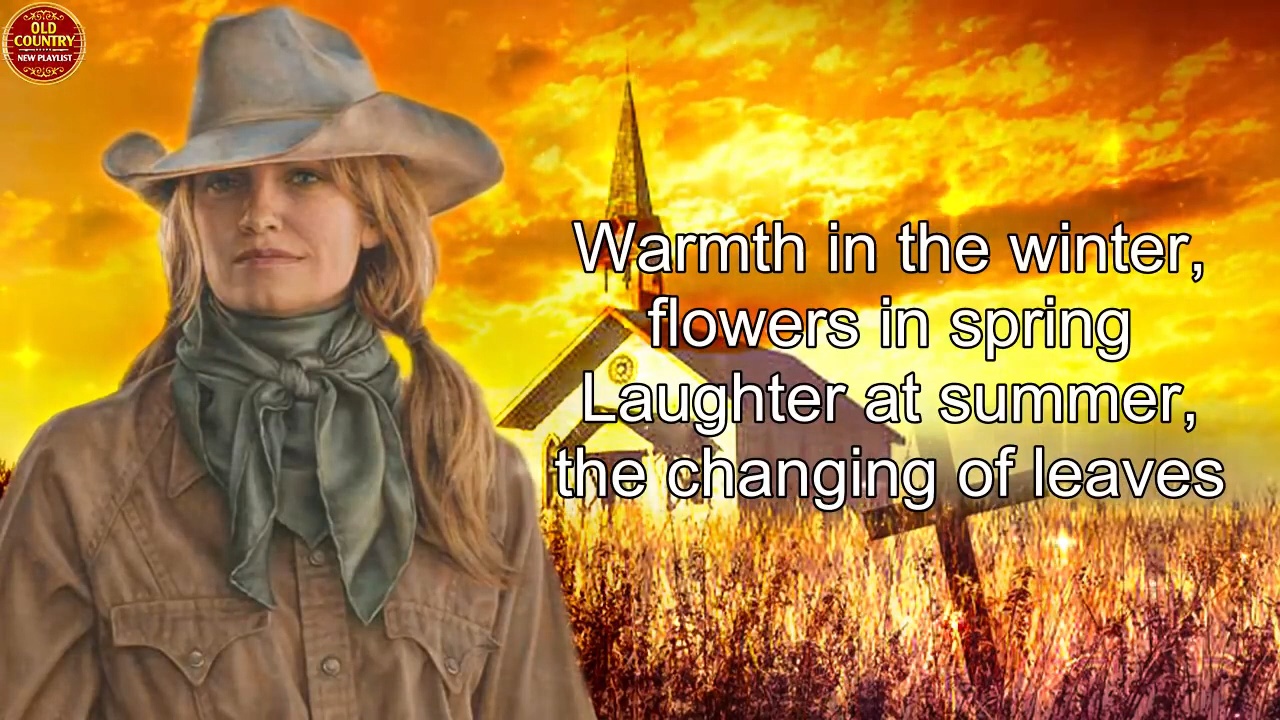 OLD
COUNTRY
NEW PLAYLIST
Warmth in the winter,
flowers in spring
Laughter at summer,
the changing of leaves